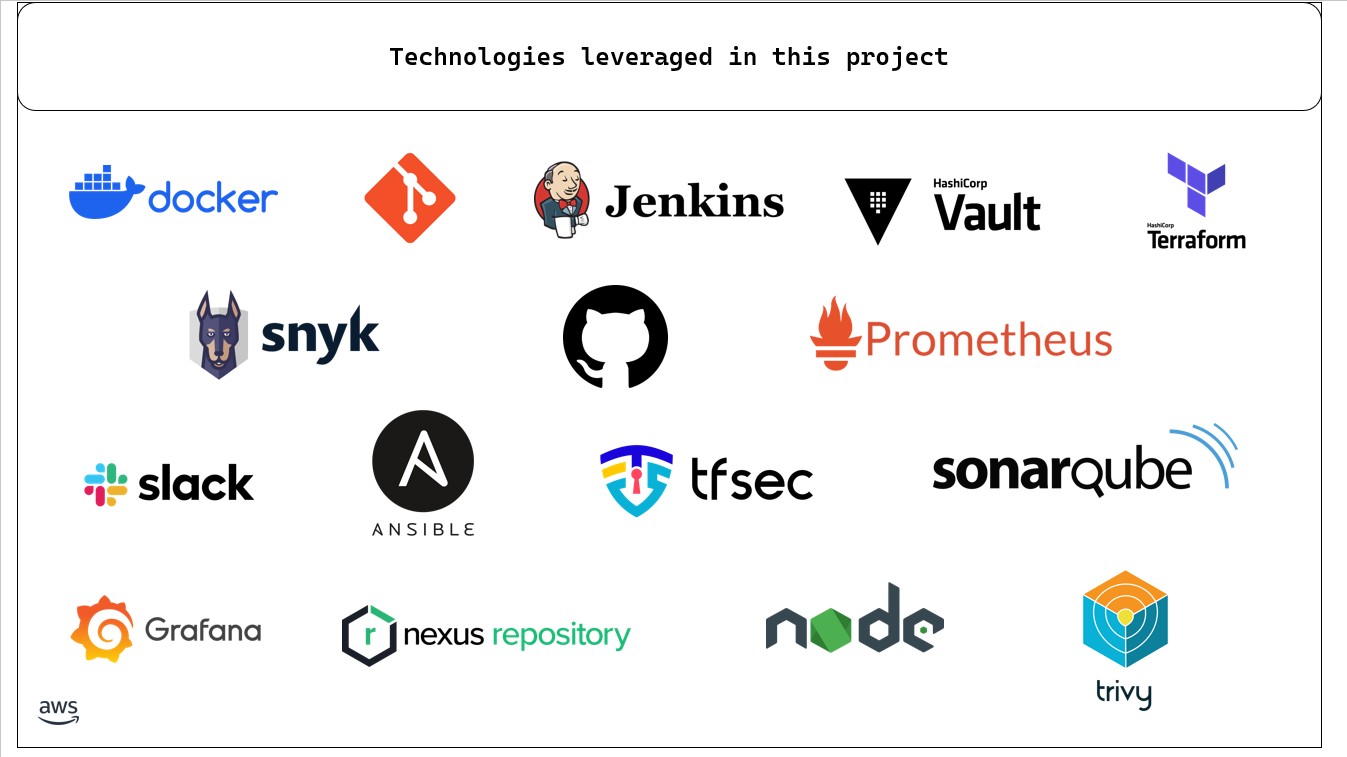 Technologies leveraged in this project
docker
Jenkins
HashiCorp
Vault
HashiCorp
Terraform
snyk
Prometheus
slack
ANSIBLE
tfsec
sonarqube
Grafana
r nexus repository
node
trivy
aws